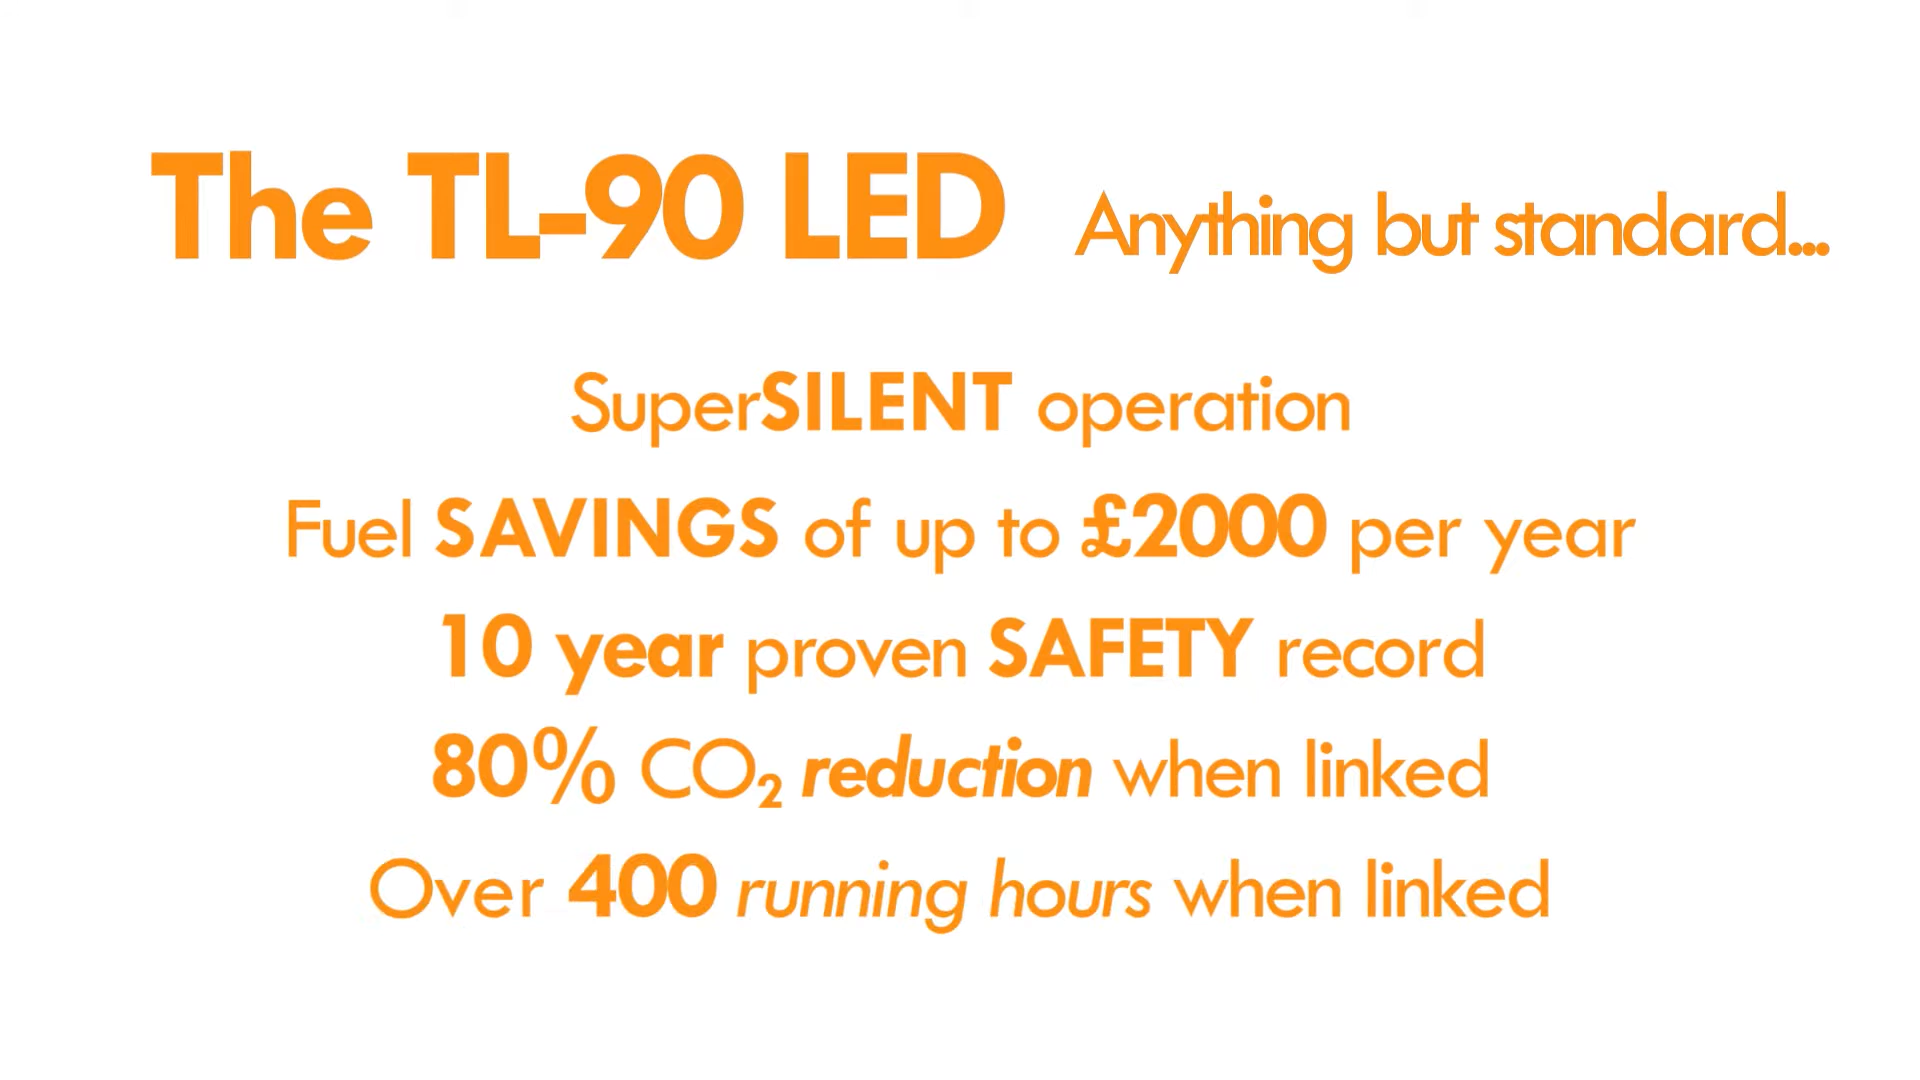 The TL-90 LED Anything but standard...
SuperSILENT operation
Fuel SAVINGS of up to £2000 per year
10 year proven SAFETY record
80% CO₂ reduction when linked
Over 400 running hours when linked